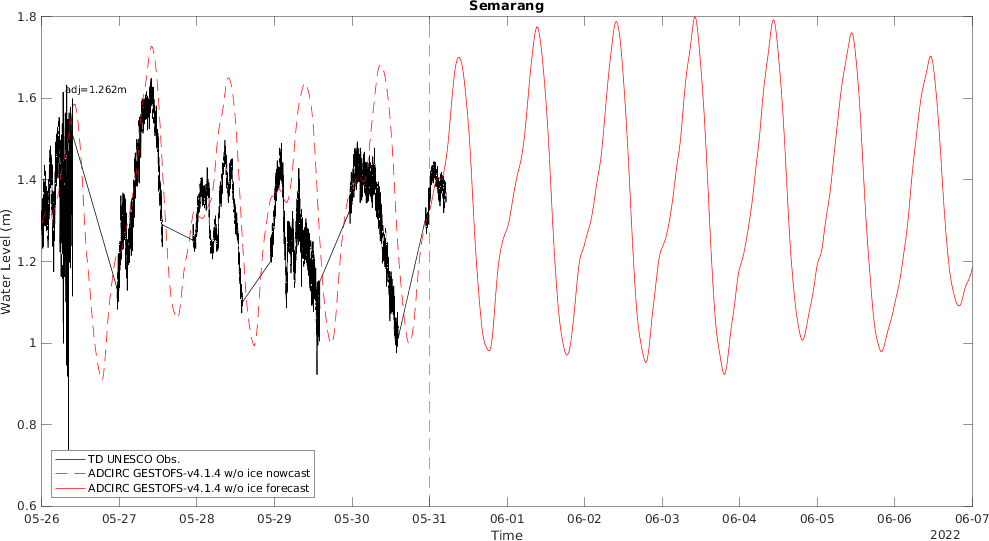 Semarang
1.8
1.6
1.4
1.2
1
0.8
0.6
Water Level (m)
adj=1.262m
TD UNESCO Obs.
ADCIRC GESTOFS-v4.1.4 w/o ice nowcast
ADCIRC GESTOFS-v4.1.4 w/o ice forecast
05-26 05-27 05-28 05-29 05-30 05-31 06-01 06-02 06-03 06-04 06-05 06-06 06-07
Time
2022